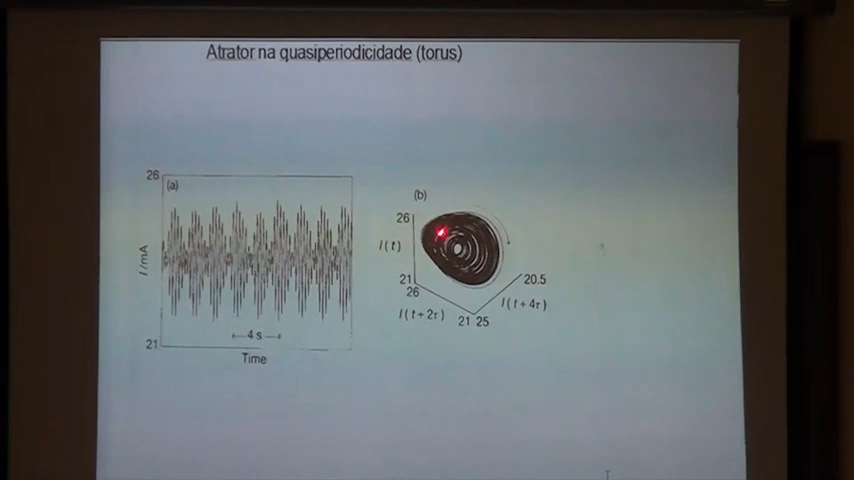 Atrator na quasiperiodicidade (torus)
26
(a)
I/mA
21
4 s
Time
(b)
26
I(t)
21
26
I(t+2τ)
21 25
I(t+4τ)
20.5